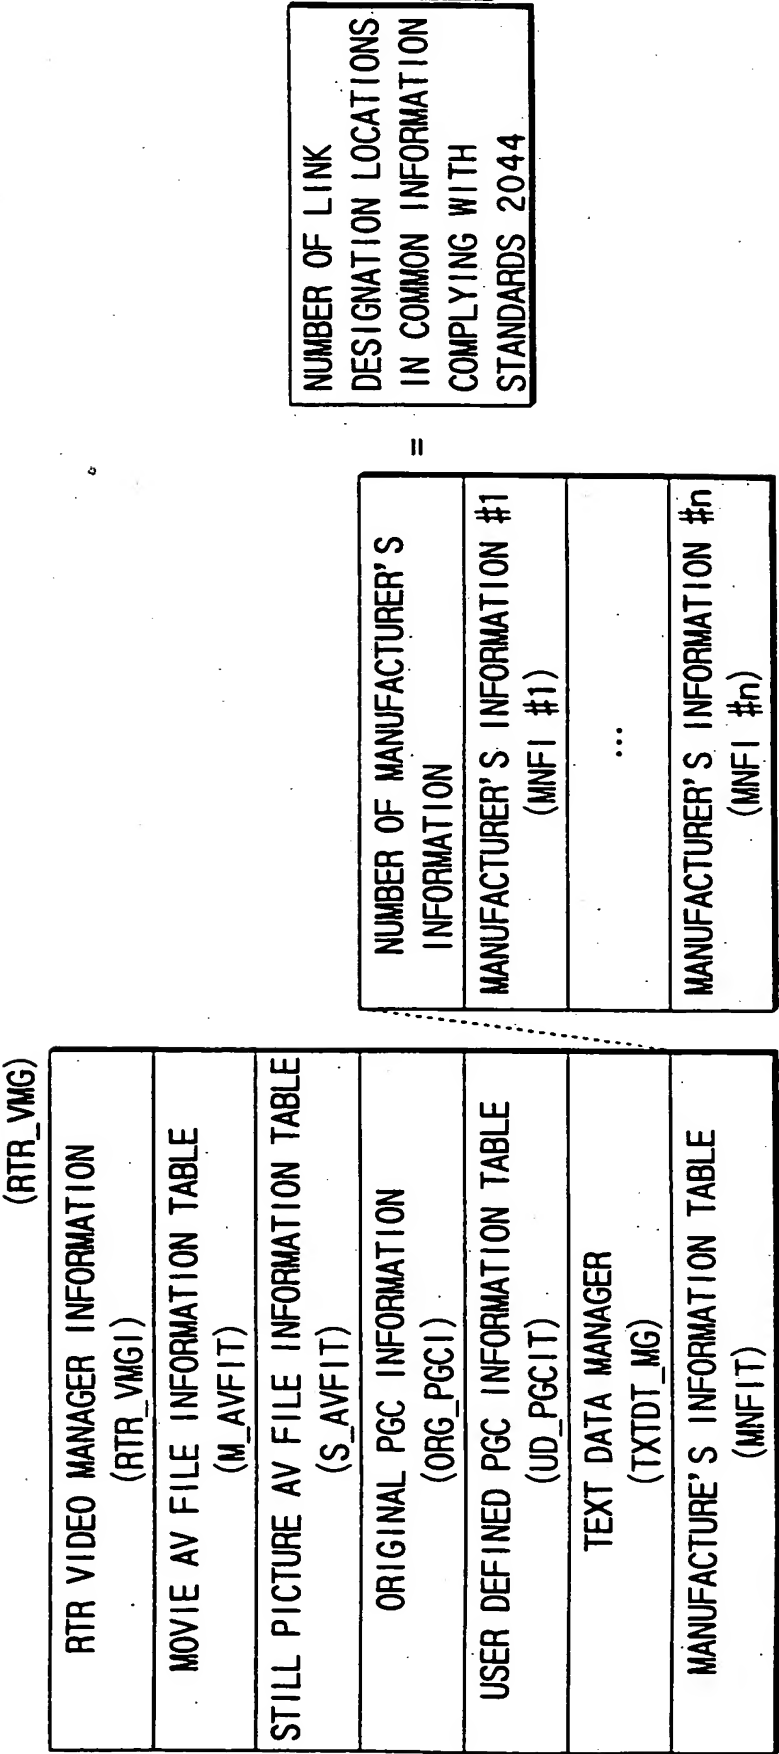 (RTR_VMG)
RTR VIDEO MANAGER INFORMATION
(RTR_VMGI)
MOVIE AV FILE INFORMATION TABLE
(M_AVFIT)
STILL PICTURE AV FILE INFORMATION TABLE
(S_AVFIT)
ORIGINAL PGC INFORMATION
(ORG_PGCI)
USER DEFINED PGC INFORMATION TABLE
(UD_PGCIT)
TEXT DATA MANAGER
(TXTDT_MG)
MANUFACTURE'S INFORMATION TABLE
(MNFIT)
NUMBER OF MANUFACTURER'S
INFORMATION
MANUFACTURER'S INFORMATION #1
(MNFI #1)
...
MANUFACTURER'S INFORMATION #n
(MNFI #n)
=
NUMBER OF LINK
DESIGNATION LOCATIONS
IN COMMON INFORMATION
COMPLYING WITH
STANDARDS 2044